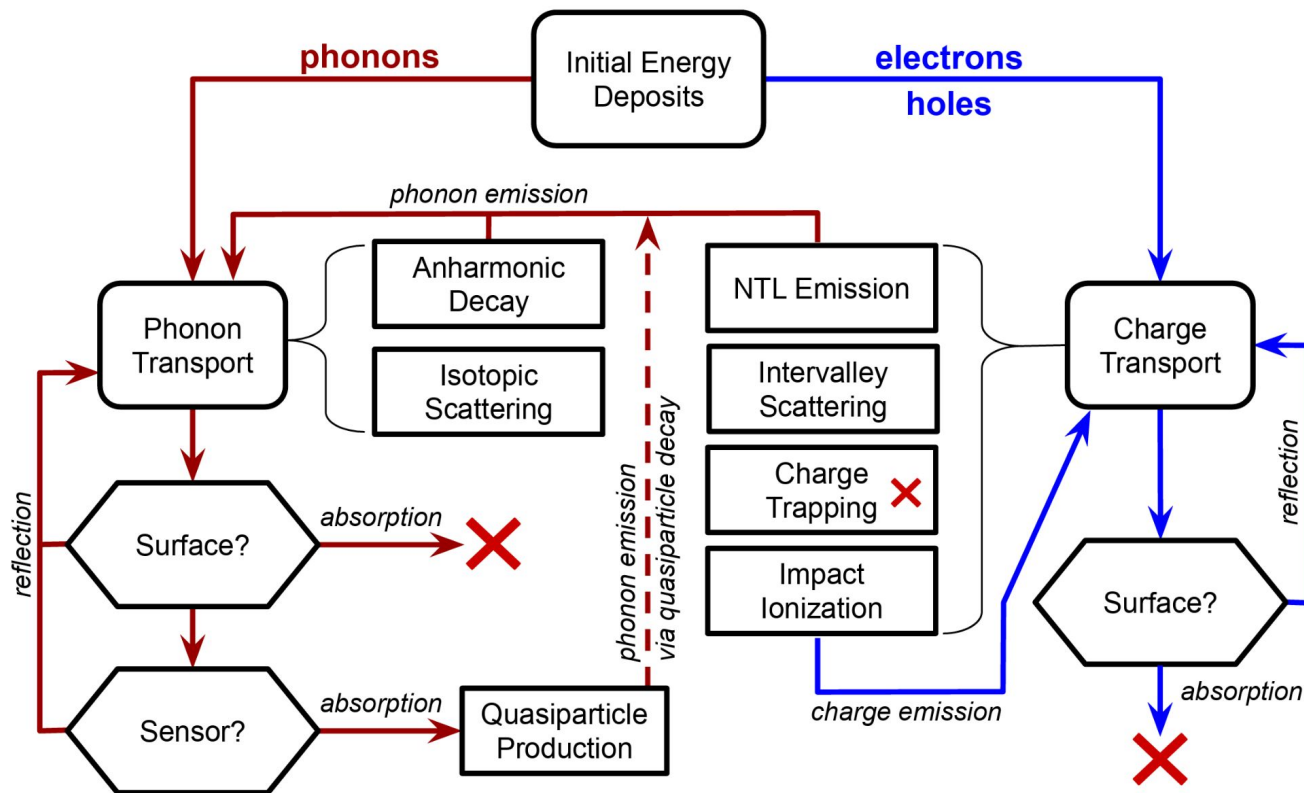 phonons
Initial Energy
Deposits
electrons
holes
phonon emission
Anharmonic
Decay
NTL Emission
Phonon
Transport
Charge
Transport
Isotopic
Scattering
Intervalley
Scattering
Charge
Trapping
phonon emission
via quasiparticle decay
reflection
reflection
Surface?
absorption
Impact
Ionization
Surface?
Sensor?
absorption
Quasiparticle
Production
charge emission
absorption